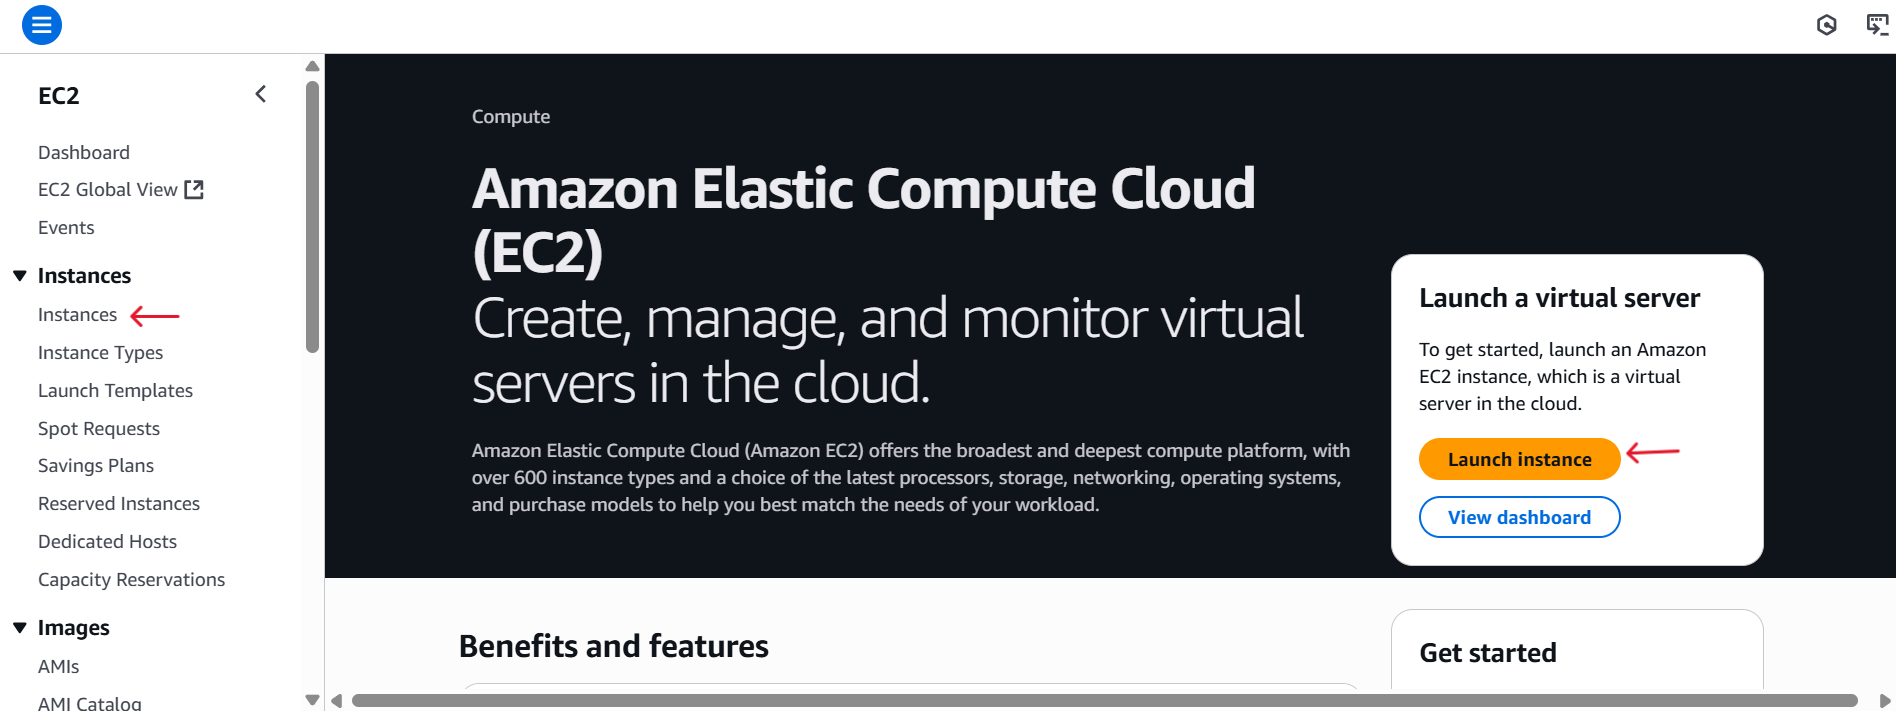 EC2
Dashboard
EC2 Global View
Events
Instances
Instances
Instance Types
Launch Templates
Spot Requests
Savings Plans
Reserved Instances
Dedicated Hosts
Capacity Reservations
Images
AMIs
AMI Catalog
Compute
Amazon Elastic Compute Cloud
(EC2)
Create, manage, and monitor virtual
servers in the cloud.
Amazon Elastic Compute Cloud (Amazon EC2) offers the broadest and deepest compute platform, with
over 600 instance types and a choice of the latest processors, storage, networking, operating systems,
and purchase models to help you best match the needs of your workload.
Launch a virtual server
To get started, launch an Amazon
EC2 instance, which is a virtual
server in the cloud.
Launch instance
View dashboard
Benefits and features
Get started